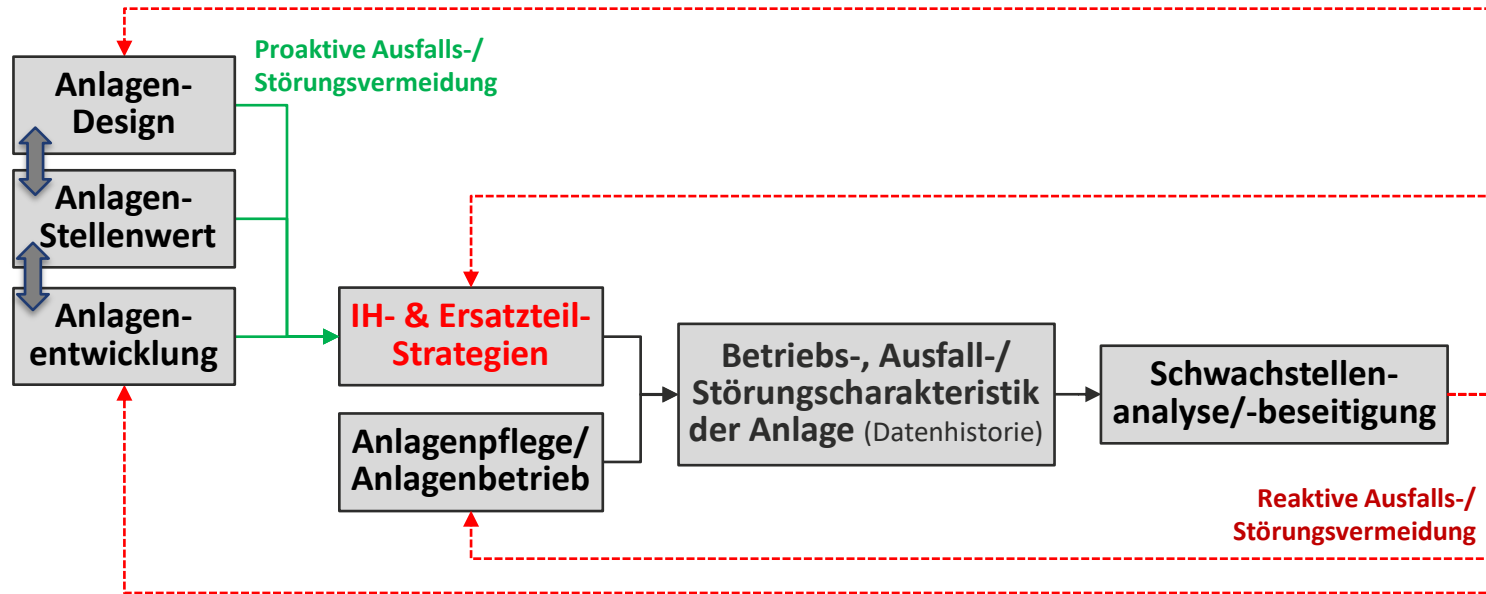 Proaktive Ausfalls-/
Störungsvermeidung
Anlagen-
Design
Anlagen-
Stellenwert
Anlagen-
entwicklung
IH- & Ersatzteil-
Strategien
Anlagenpflege/
Anlagenbetrieb
Betriebs-, Ausfall-/
Störungscharakteristik
der Anlage (Datenhistorie)
Schwachstellen-
analyse/-beseitigung
Reaktive Ausfalls-/
Störungsvermeidung